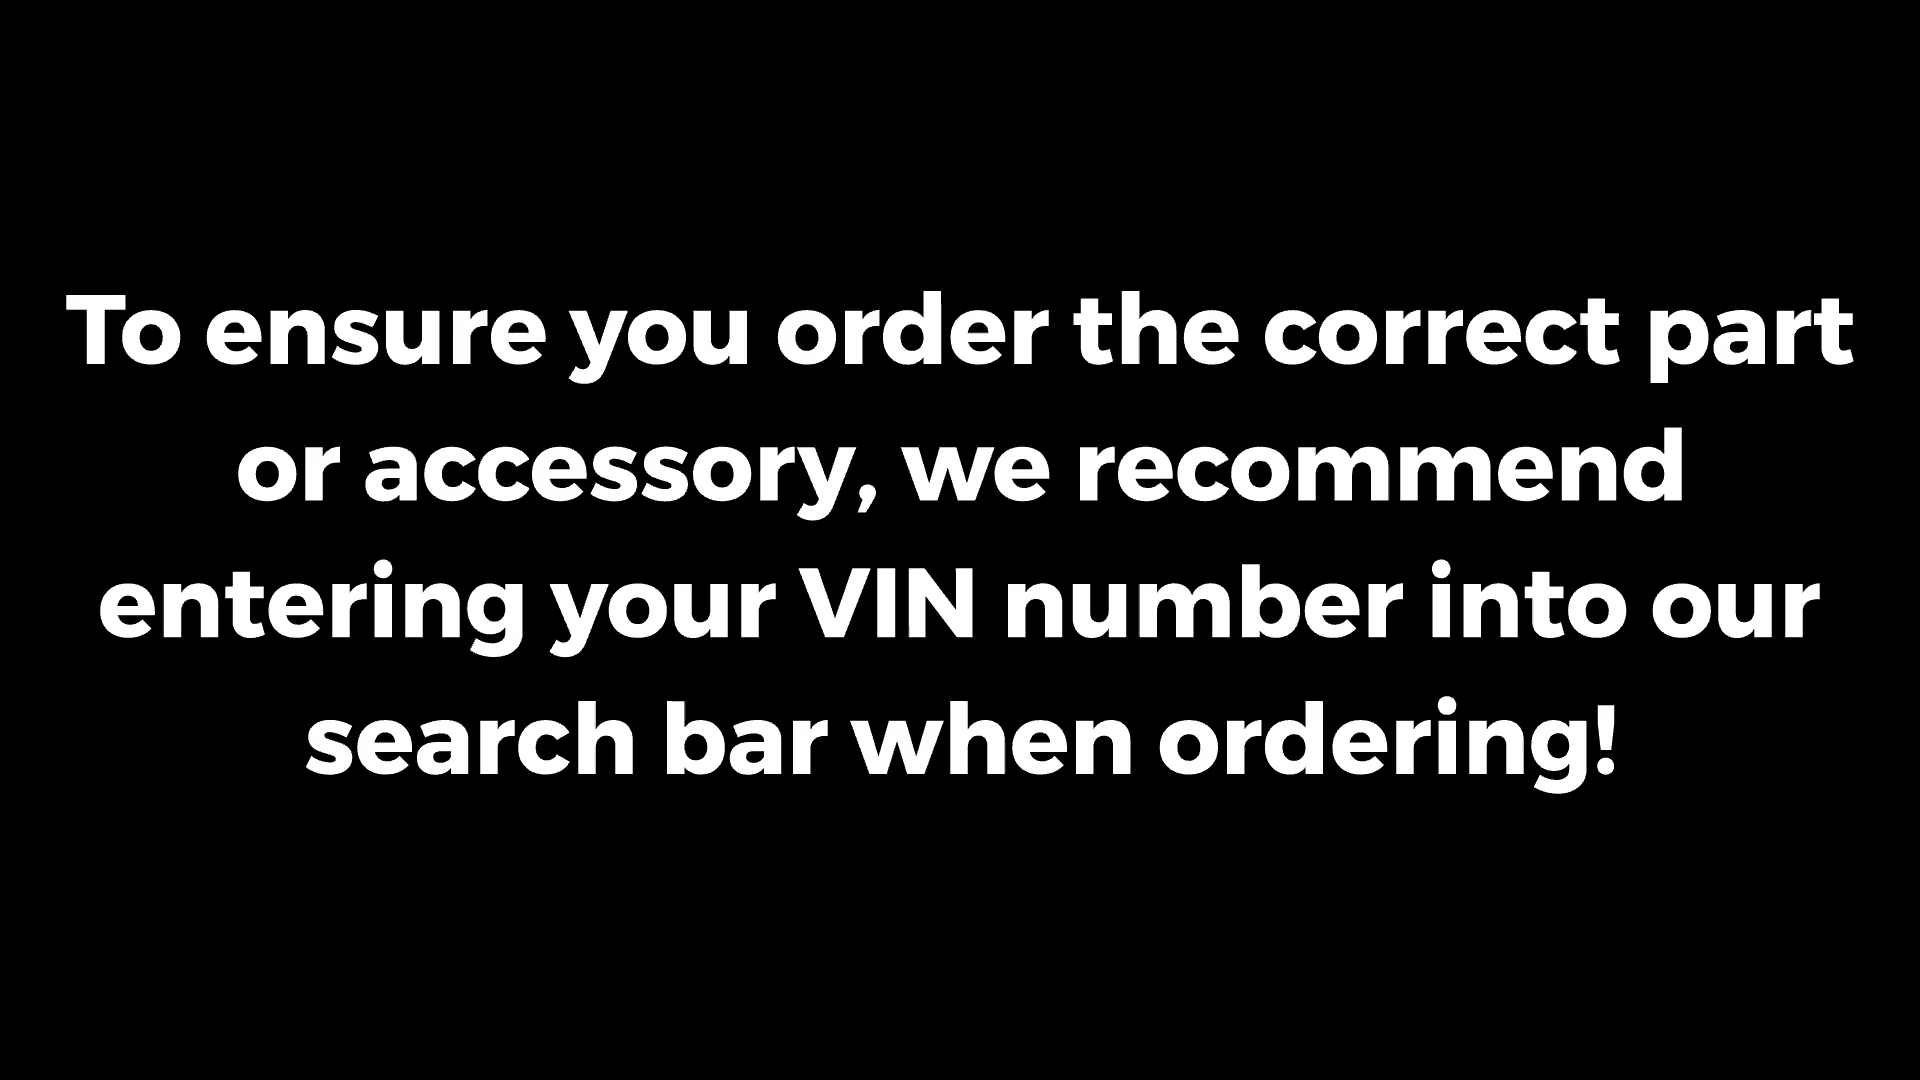 To ensure you order the correct part
or accessory, we recommend
entering your VIN number into our
search bar when ordering!